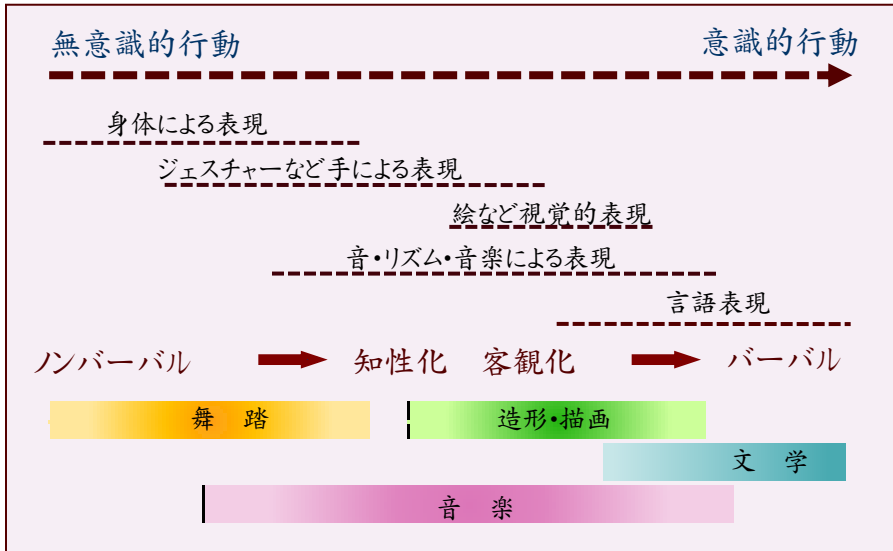 無意識的行動 意識的行動
身体による表現
ジェスチャーなど手による表現
絵など視覚的表現
音・リズム・音楽による表現
言語表現
ノンバーバル 知性化 客観化 バーバル
舞 踏 造形・描画
文 学
音 楽